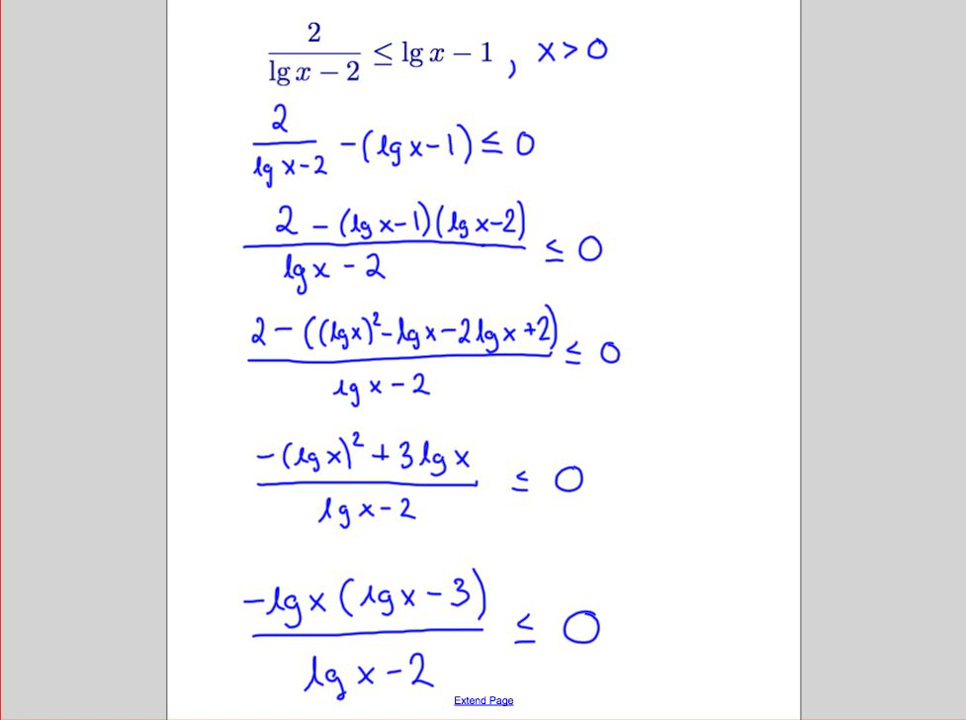 2/(lg x − 2) ≤ lg x − 1 , x > 0
2/(lg x − 2) − (lg x − 1) ≤ 0
(2 − (lg x − 1)(lg x − 2))/(lg x − 2) ≤ 0
(2 − ((lg x)² − lg x − 2 lg x + 2))/(lg x − 2) ≤ 0
(−(lg x)² + 3 lg x)/(lg x − 2) ≤ 0
(−lg x (lg x − 3))/(lg x − 2) ≤ 0
Extend Page